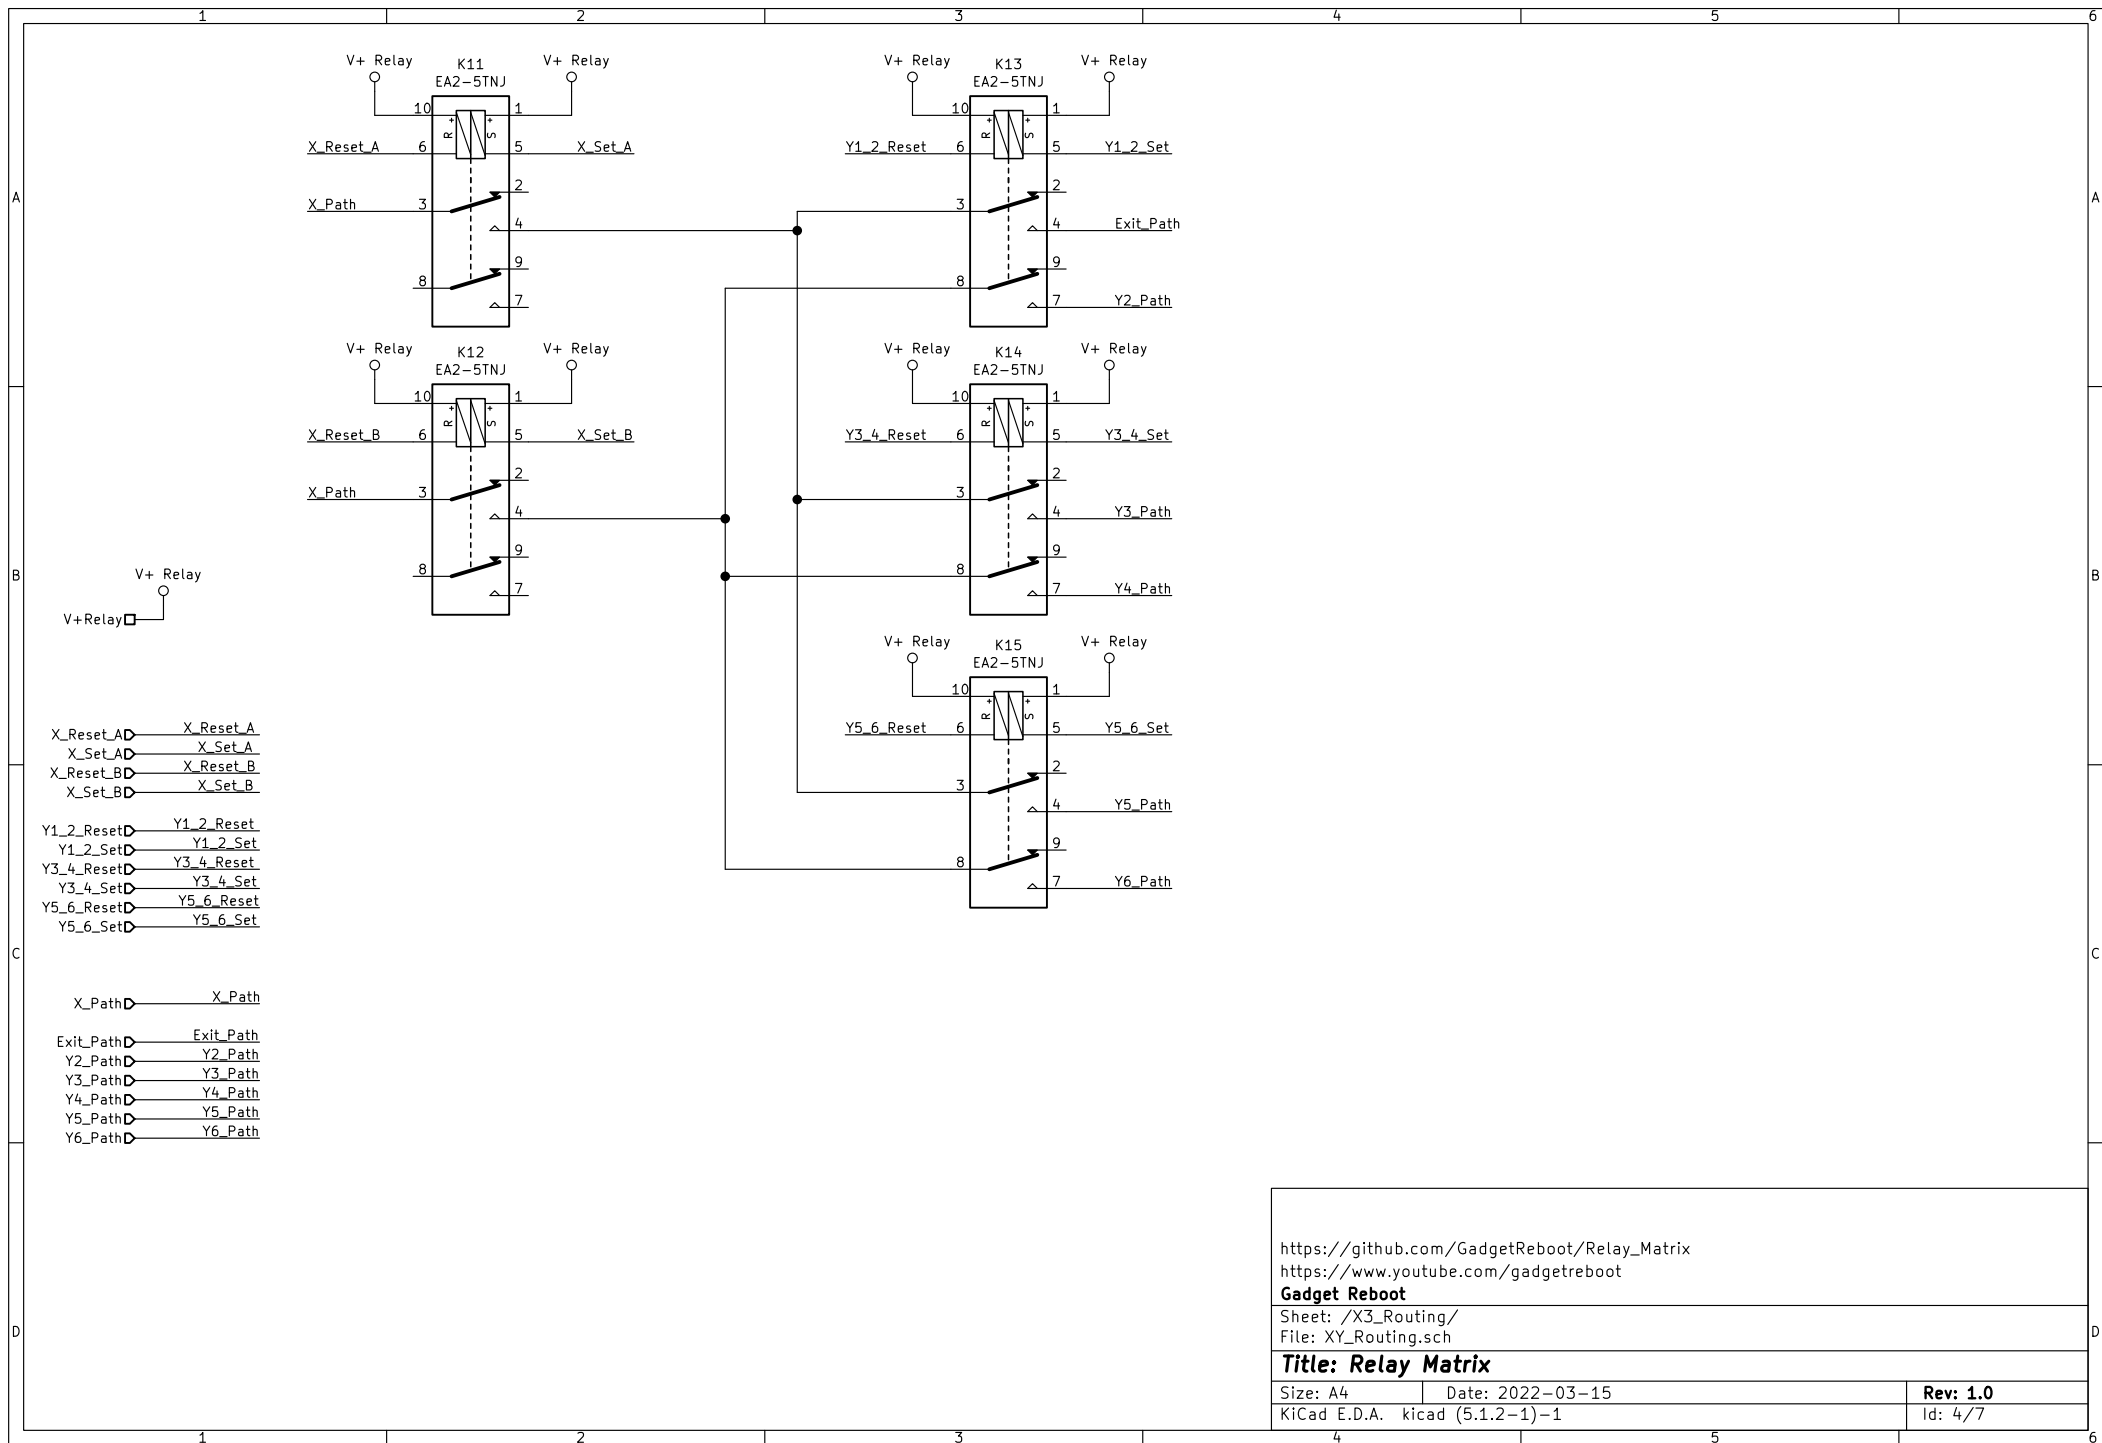 1 2 3 4 5 6
V+ Relay K11 V+ Relay
EA2-5TNJ
10 1
R + + S
X_Reset_A 6 5 X_Set_A
2
X_Path 3
4
9
8
7
V+ Relay K13 V+ Relay
EA2-5TNJ
10 1
R + + S
Y1_2_Reset 6 5 Y1_2_Set
2
3
4 Exit_Path
9
8
7 Y2_Path
A A
V+ Relay K12 V+ Relay
EA2-5TNJ
10 1
R + + S
X_Reset_B 6 5 X_Set_B
2
X_Path 3
4
9
8
7
V+ Relay K14 V+ Relay
EA2-5TNJ
10 1
R + + S
Y3_4_Reset 6 5 Y3_4_Set
2
3
4 Y3_Path
9
8
7 Y4_Path
B B
V+ Relay
V+Relay
V+ Relay K15 V+ Relay
EA2-5TNJ
10 1
R + + S
Y5_6_Reset 6 5 Y5_6_Set
2
3
4 Y5_Path
9
8
7 Y6_Path
X_Reset_A X_Reset_A
X_Set_A X_Set_A
X_Reset_B X_Reset_B
X_Set_B X_Set_B
Y1_2_Reset Y1_2_Reset
Y1_2_Set Y1_2_Set
Y3_4_Reset Y3_4_Reset
Y3_4_Set Y3_4_Set
Y5_6_Reset Y5_6_Reset
Y5_6_Set Y5_6_Set
C C
X_Path X_Path
Exit_Path Exit_Path
Y2_Path Y2_Path
Y3_Path Y3_Path
Y4_Path Y4_Path
Y5_Path Y5_Path
Y6_Path Y6_Path
https://github.com/GadgetReboot/Relay_Matrix
https://www.youtube.com/gadgetreboot
Gadget Reboot
Sheet: /X3_Routing/
File: XY_Routing.sch
D D
Title: Relay Matrix
Size: A4 Date: 2022-03-15 Rev: 1.0
KiCad E.D.A. kicad (5.1.2-1)-1 Id: 4/7
1 2 3 4 5 6